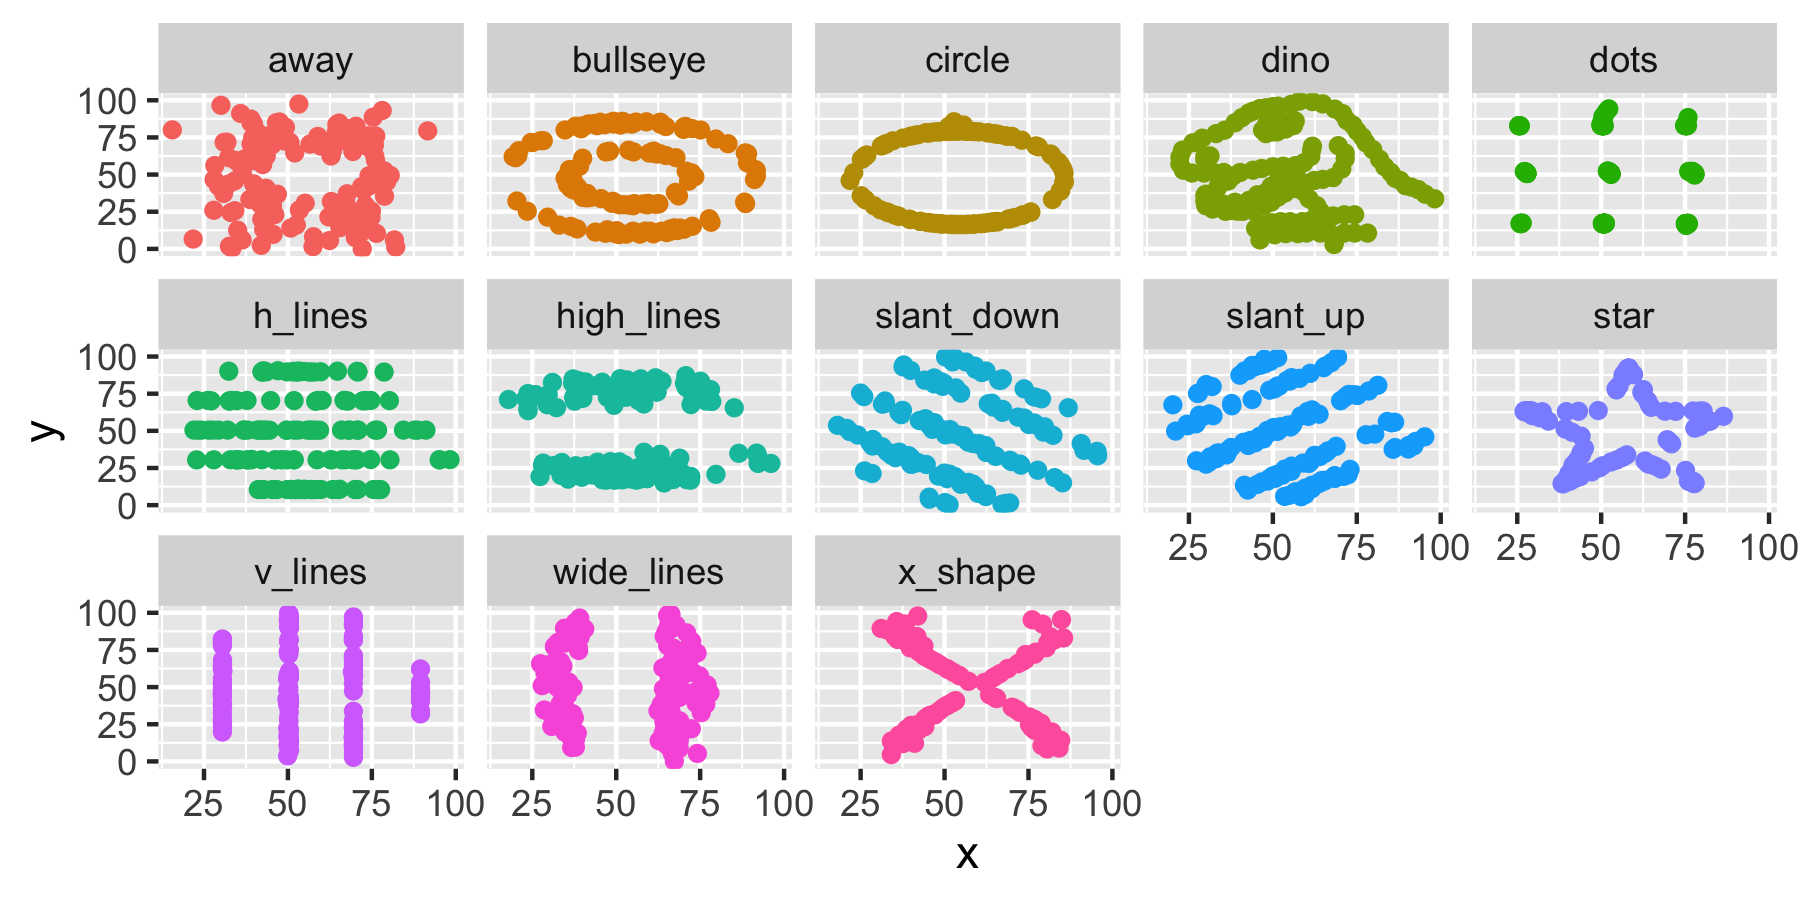 away bullseye circle dino dots
100
75
50
25
0
h_lines high_lines slant_down slant_up star
100
75
50
25
0
25 50 75 100 25 50 75 100
v_lines wide_lines x_shape
100
75
50
25
0
25 50 75 100 25 50 75 100 25 50 75 100
x
y